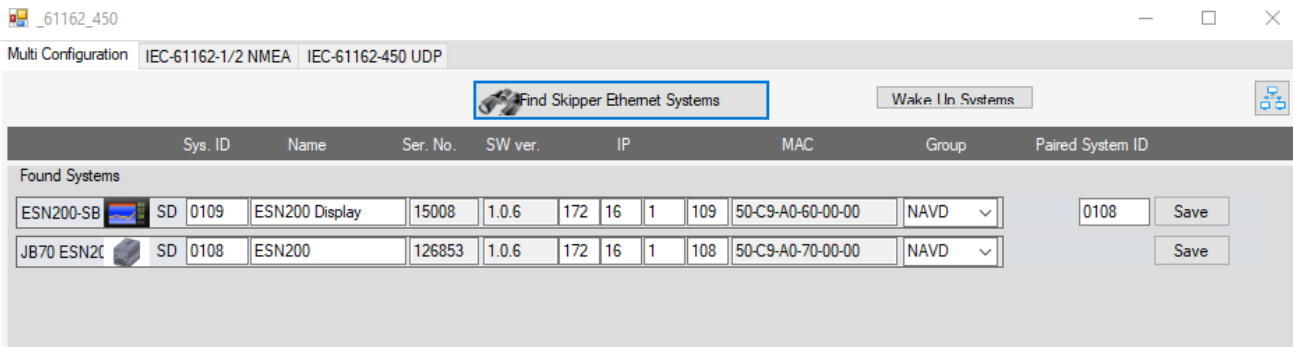 _61162_450
Multi Configuration IEC-61162-1/2 NMEA IEC-61162-450 UDP
Find Skipper Ethernet Systems Wake Up Systems
Sys. ID Name Ser. No. SW ver. IP MAC Group Paired System ID
Found Systems
ESN200-SB SD 0109 ESN200 Display 15008 1.0.6 172 16 1 109 50-C9-A0-60-00-00 NAVD 0108 Save
JB70 ESN20 SD 0108 ESN200 126853 1.0.6 172 16 1 108 50-C9-A0-70-00-00 NAVD Save